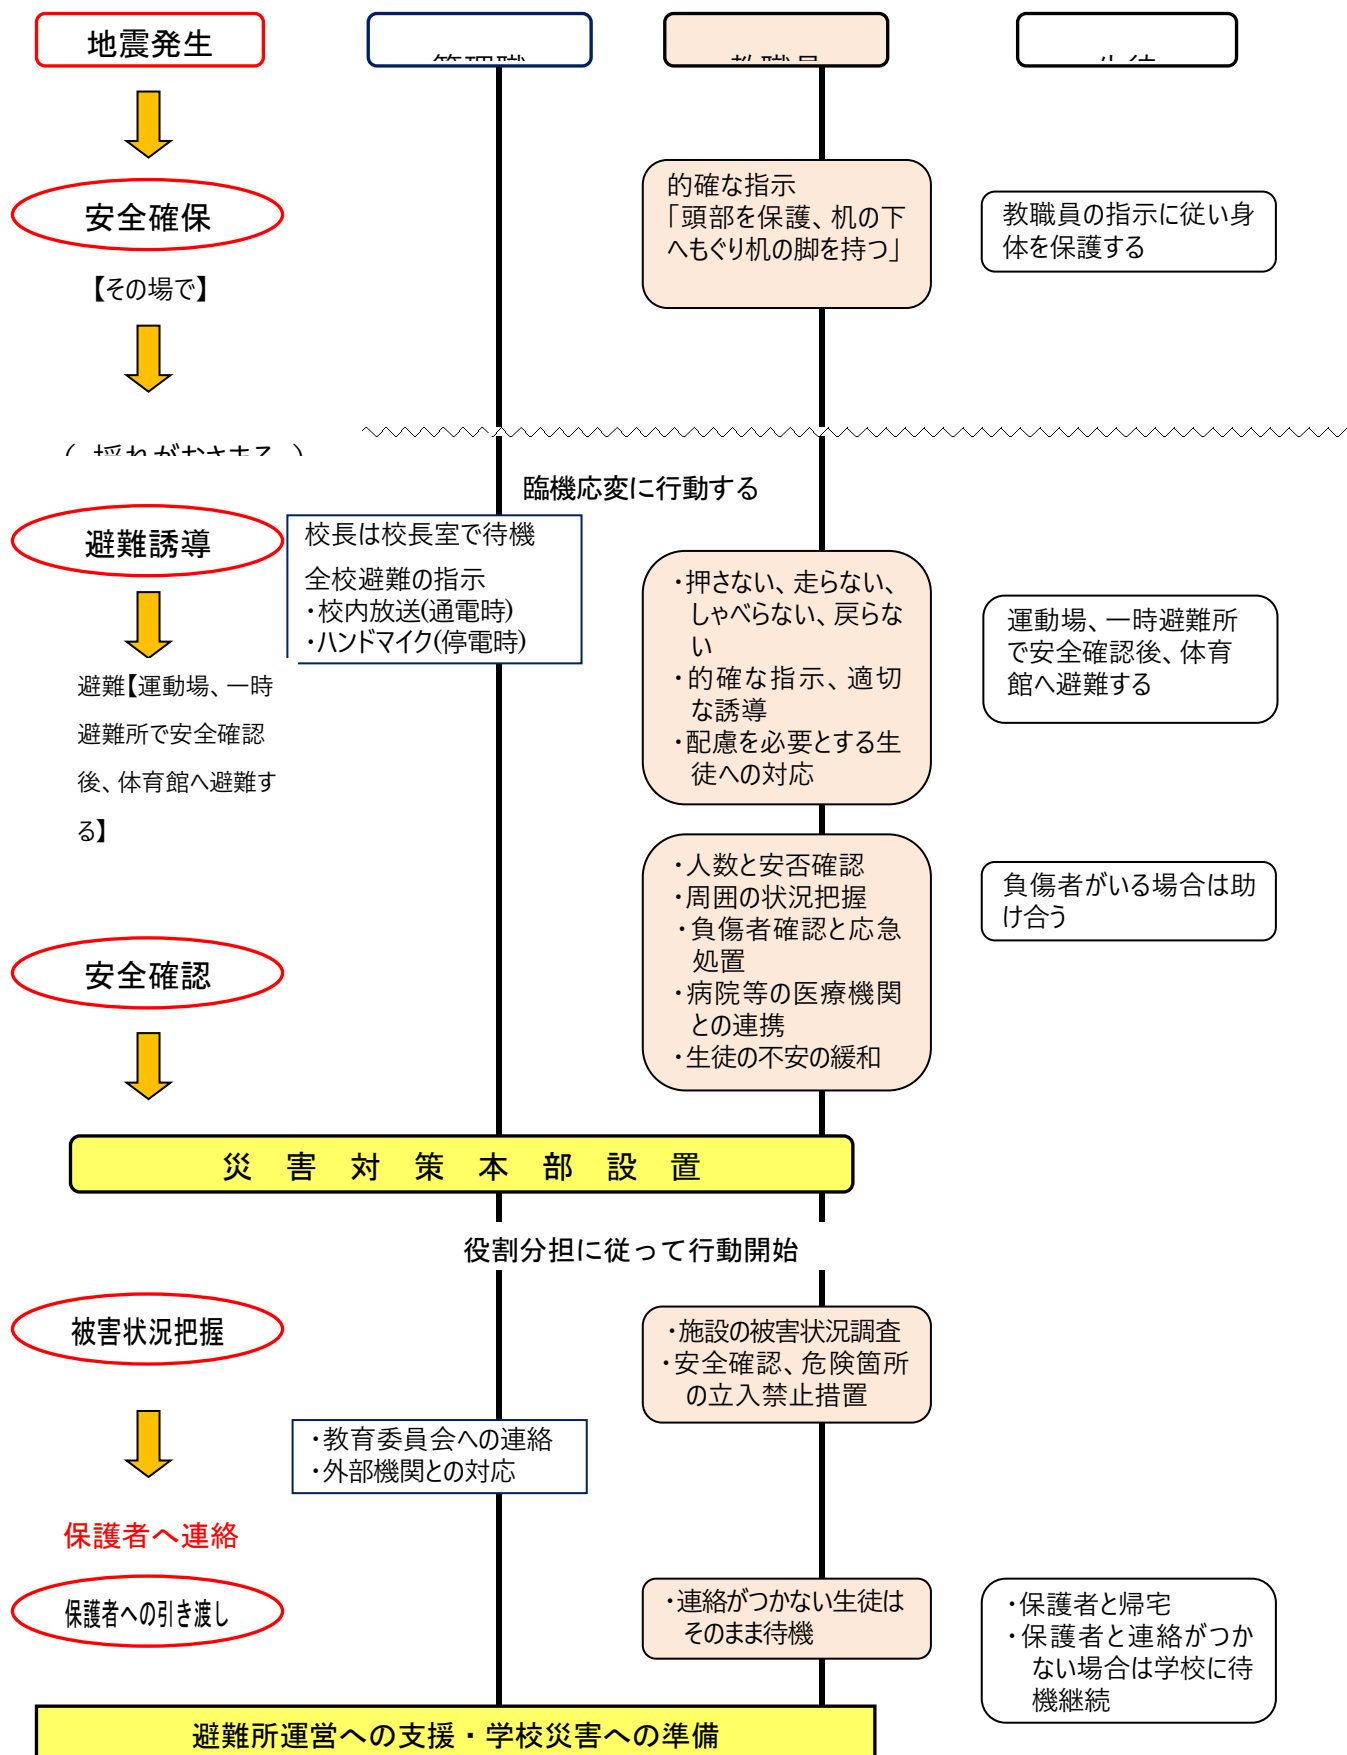 地震発生
管理職
教職員
生徒
安全確保
【その場で】
的確な指示
「頭部を保護、机の下
へもぐり机の脚を持つ」
教職員の指示に従い身
体を保護する
臨機応変に行動する
避難誘導
校長は校長室で待機
全校避難の指示
・校内放送(通電時)
・ハンドマイク(停電時)
・押さない、走らない、
しゃべらない、戻らな
い
・的確な指示、適切
な誘導
・配慮を必要とする生
徒への対応
運動場、一時避難所
で安全確認後、体育
館へ避難する
避難【運動場、一時
避難所で安全確認
後、体育館へ避難す
る】
・人数と安否確認
・周囲の状況把握
・負傷者確認と応急
処置
・病院等の医療機関
との連携
・生徒の不安の緩和
負傷者がいる場合は助
け合う
安全確認
災害対策本部設置
役割分担に従って行動開始
被害状況把握
・施設の被害状況調査
・安全確認、危険箇所
の立入禁止措置
・教育委員会への連絡
・外部機関との対応
保護者へ連絡
保護者への引き渡し
・連絡がつかない生徒は
そのまま待機
・保護者と帰宅
・保護者と連絡がつか
ない場合は学校に待
機継続
避難所運営への支援・学校災害への準備